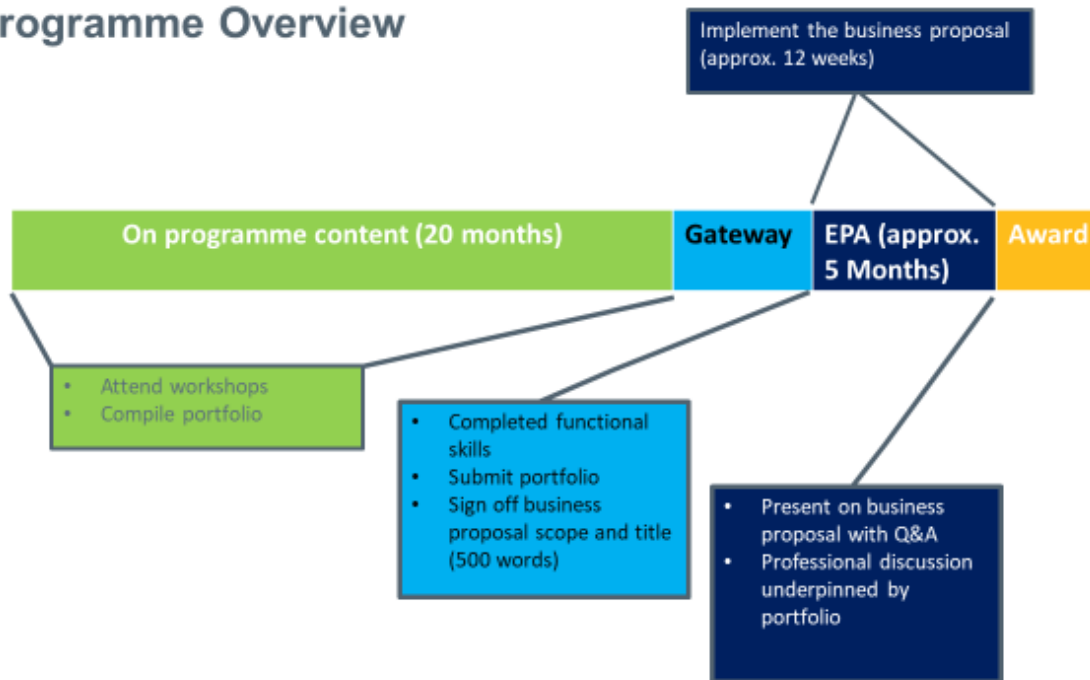 rogramme Overview
Implement the business proposal
(approx. 12 weeks)
On programme content (20 months)
Gateway
EPA (approx.
5 Months)
Award
• Attend workshops
• Compile portfolio
• Completed functional
skills
• Submit portfolio
• Sign off business
proposal scope and title
(500 words)
• Present on business
proposal with Q&A
• Professional discussion
underpinned by
portfolio